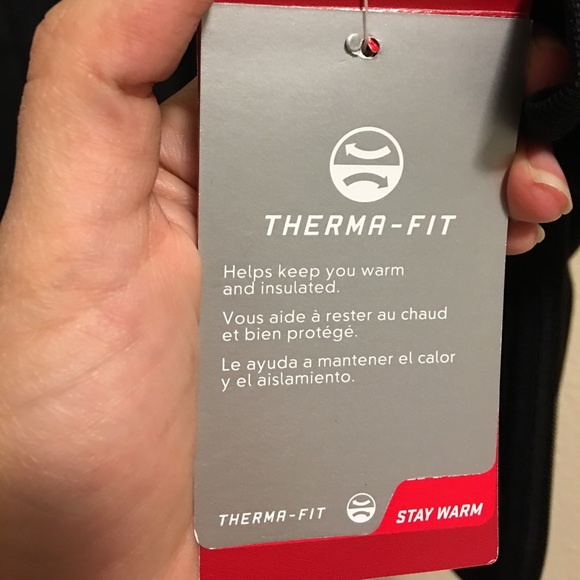 THERMA-FIT
Helps keep you warm
and insulated.
Vous aide à rester au chaud
et bien protégé.
Le ayuda a mantener el calor
y el aislamiento.
THERMA-FIT
STAY WARM